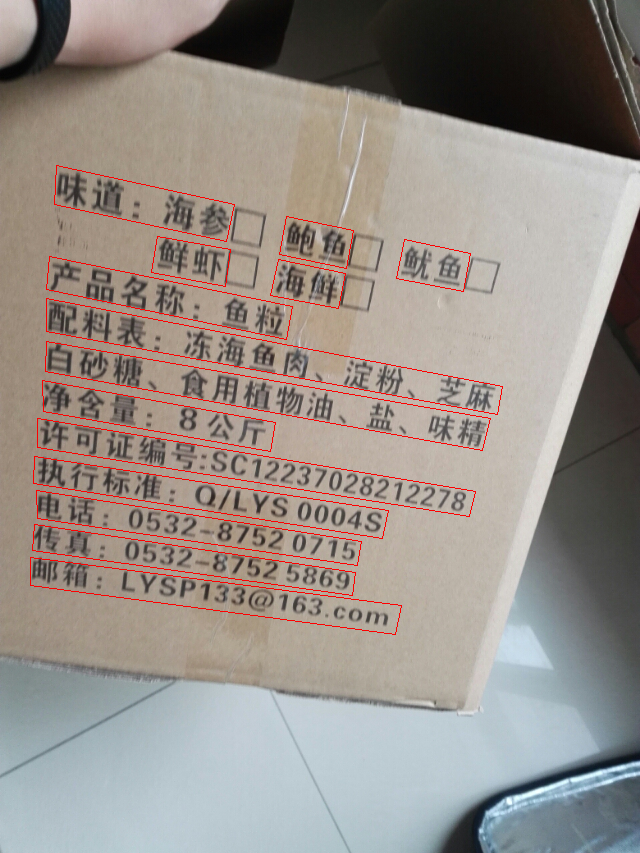 味道：海参□ 鲍鱼□ 鱿鱼□
鲜虾□ 海鲜□
产品名称：鱼粒
配料表：冻海鱼肉、淀粉、芝麻
白砂糖、食用植物油、盐、味精
净含量：8公斤
许可证编号:SC12237028212278
执行标准：Q/LYS 0004S
电话：0532-8752 0715
传真：0532-8752 5869
邮箱：LYSP133@163.com